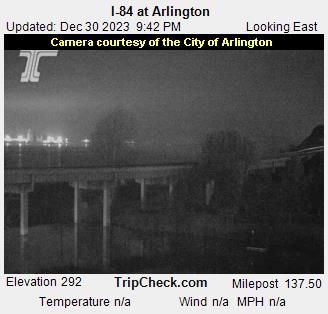 I-84 at Arlington
Updated: Dec 30 2023 9:42 PM Looking East
Camera courtesy of the City of Arlington
Elevation 292 TripCheck.com Milepost 137.50
Temperature n/a Wind n/a MPH n/a